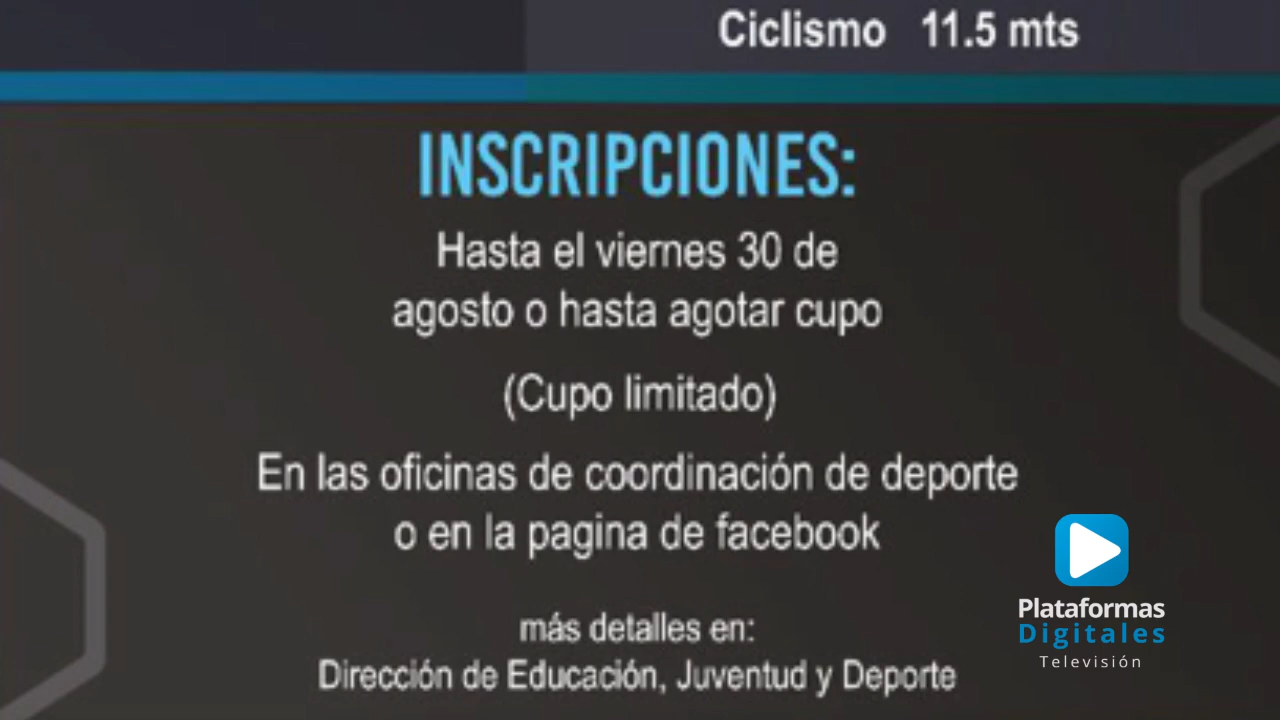 Ciclismo 11.5 mts
INSCRIPCIONES:
Hasta el viernes 30 de
agosto o hasta agotar cupo
(Cupo limitado)
En las oficinas de coordinación de deporte
o en la pagina de facebook
más detalles en:
Dirección de Educación, Juventud y Deporte
Plataformas
Digitales
Televisión